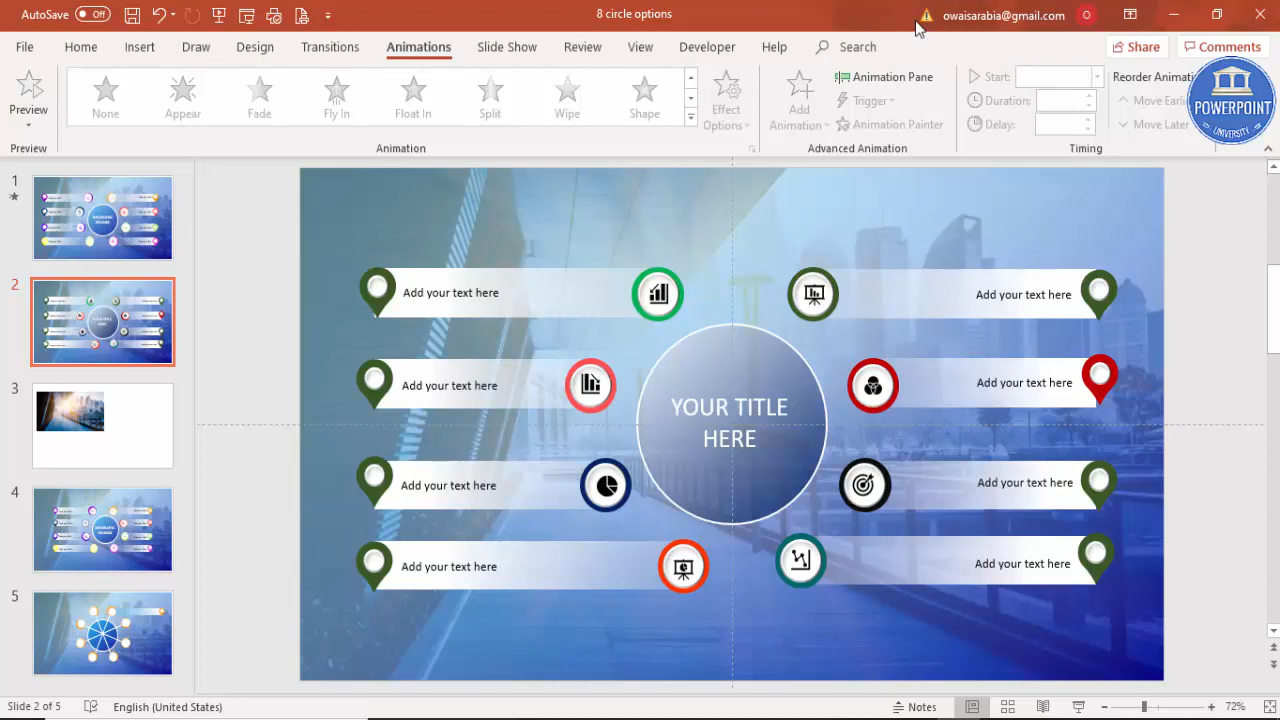 AutoSave Off 8 circle options owaisarabia@gmail.com O
File Home Insert Draw Design Transitions Animations Slide Show Review View Developer Help Search Share Comments
Preview None Appear Fade Fly In Float In Split Wipe Shape Effect Options Add Animation Animation Pane Trigger Animation Painter Start: Duration: Delay: Reorder Move Later
Preview Animation Advanced Animation Timing
POWERPOINT
UNIVERSITY
1
2
3
4
5
Add your text here
Add your text here
Add your text here
Add your text here
YOUR TITLE
HERE
Add your text here
Add your text here
Add your text here
Add your text here
Slide 2 of 5 English (United States) Notes 72%